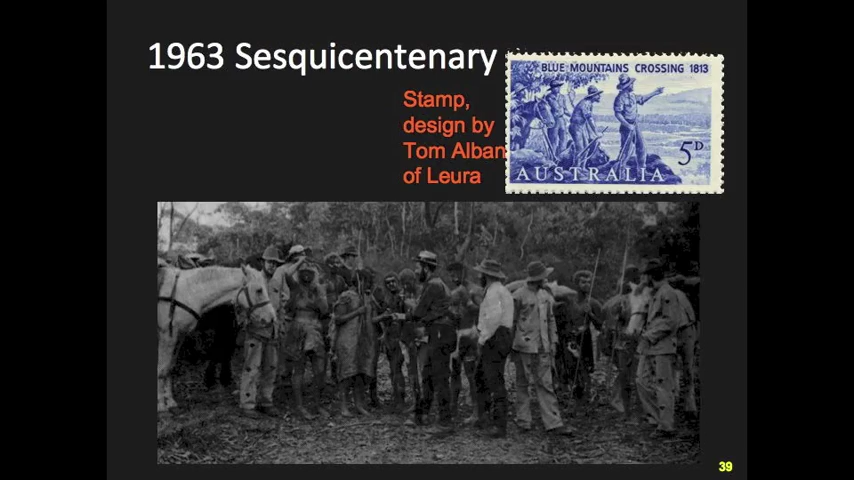 1963 Sesquicentenary
Stamp,
design by
Tom Alban
of Leura
BLUE MOUNTAINS CROSSING 1813
5D
AUSTRALIA
39